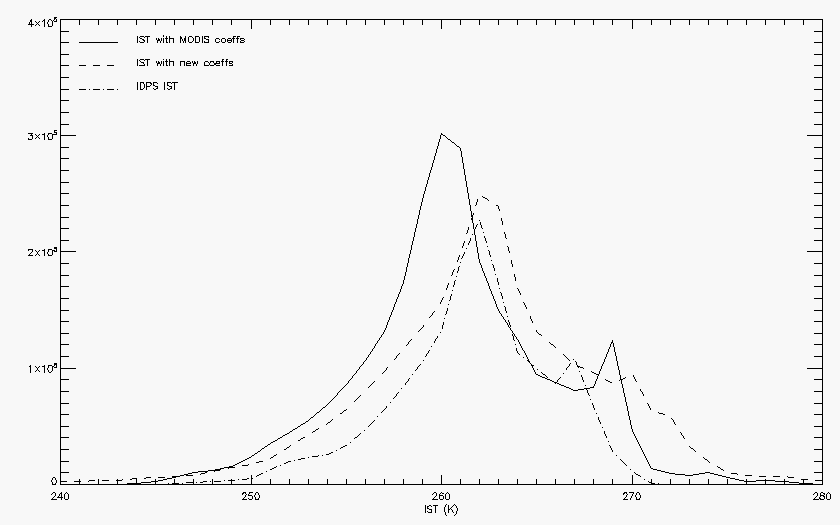 4×10⁵
IST with MODIS coeffs
IST with new coeffs
IDPS IST
3×10⁵
2×10⁵
1×10⁵
0
240 250 260 270 280
IST (K)